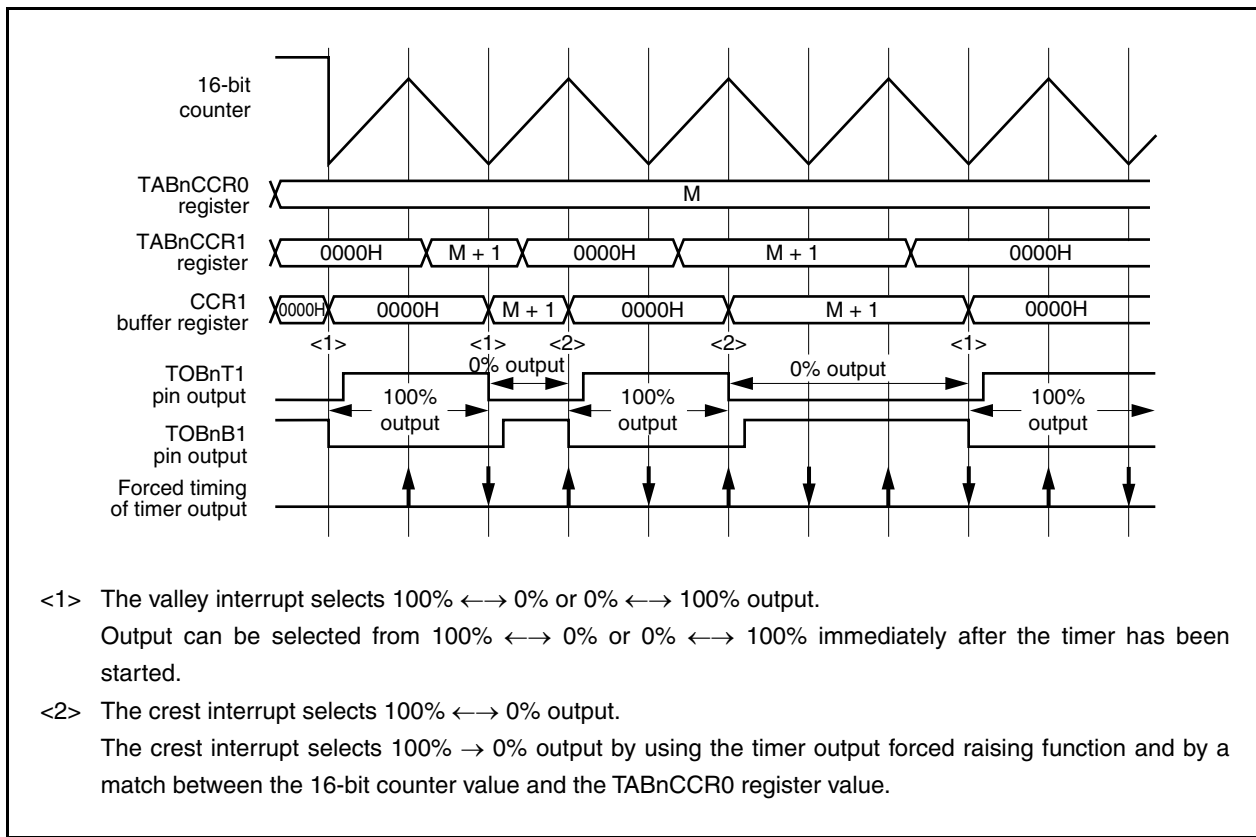 16-bit
counter
TABnCCR0
register
M
TABnCCR1
register
0000H
M + 1
0000H
M + 1
0000H
CCR1
buffer register
0000H
0000H
M + 1
0000H
M + 1
0000H
<1>
<1>
<2>
<2>
<1>
0% output
0% output
TOBnT1
pin output
100%
output
100%
output
100%
output
TOBnB1
pin output
Forced timing
of timer output
<1> The valley interrupt selects 100% ←→ 0% or 0% ←→ 100% output.
Output can be selected from 100% ←→ 0% or 0% ←→ 100% immediately after the timer has been
started.
<2> The crest interrupt selects 100% ←→ 0% output.
The crest interrupt selects 100% → 0% output by using the timer output forced raising function and by a
match between the 16-bit counter value and the TABnCCR0 register value.